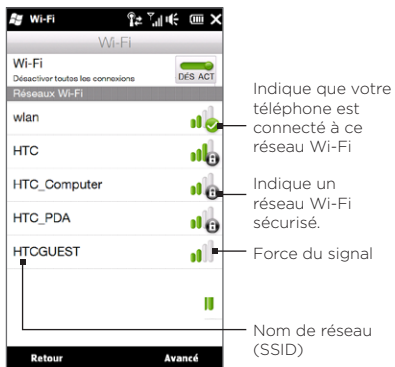 Wi-Fi
Wi-Fi
Wi-Fi
Désactiver toutes les connexions
DÉS ACT
Réseaux Wi-Fi
wlan
HTC
HTC_Computer
HTC_PDA
HTCGUEST
Retour
Avancé
Indique que votre
téléphone est
connecté à ce
réseau Wi-Fi
Indique un
réseau Wi-Fi
sécurisé.
Force du signal
Nom de réseau
(SSID)